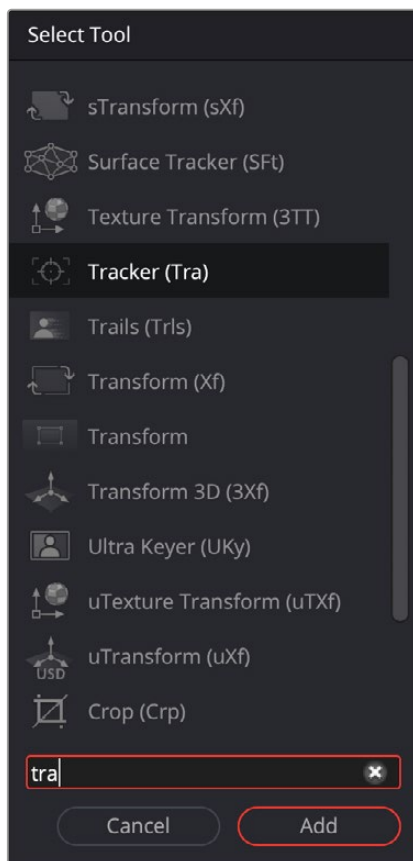 Select Tool
sTransform (sXf)
Surface Tracker (SFt)
Texture Transform (3TT)
Tracker (Tra)
Trails (Trls)
Transform (Xf)
Transform
Transform 3D (3Xf)
Ultra Keyer (UKy)
uTexture Transform (uTXf)
USD
uTransform (uXf)
Crop (Crp)
tra
Cancel Add